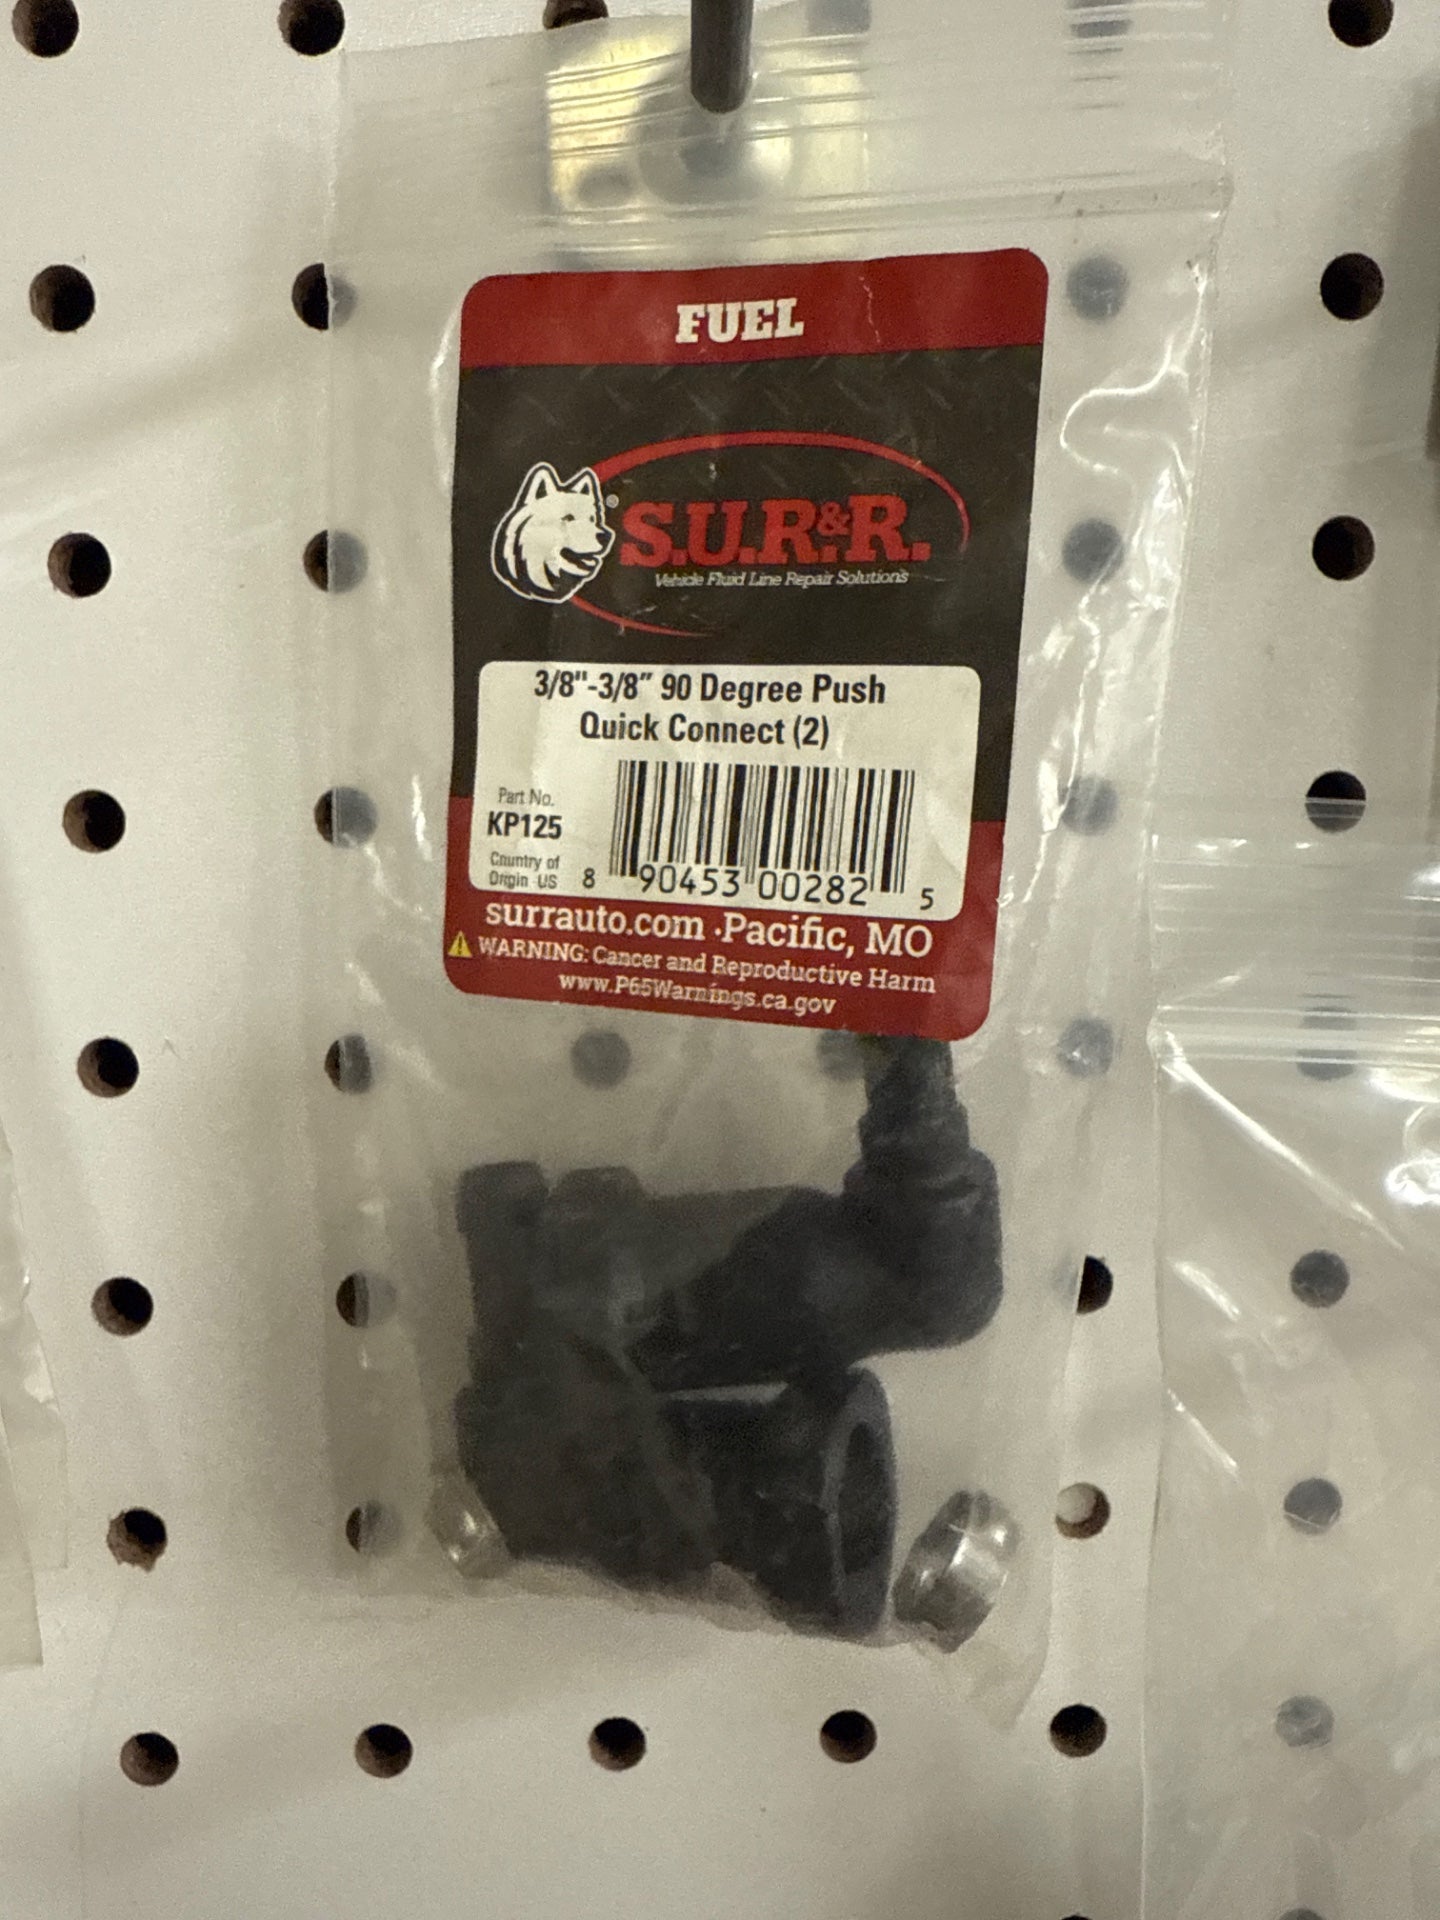 FUEL
S.U.R.&R.
®
Vehicle Fluid Line Repair Solutions
3/8"-3/8" 90 Degree Push
Quick Connect (2)
Part No.
KP125
Country of
Origin US
8 90453 00282 5
surrauto.com · Pacific, MO
WARNING: Cancer and Reproductive Harm
www.P65Warnings.ca.gov